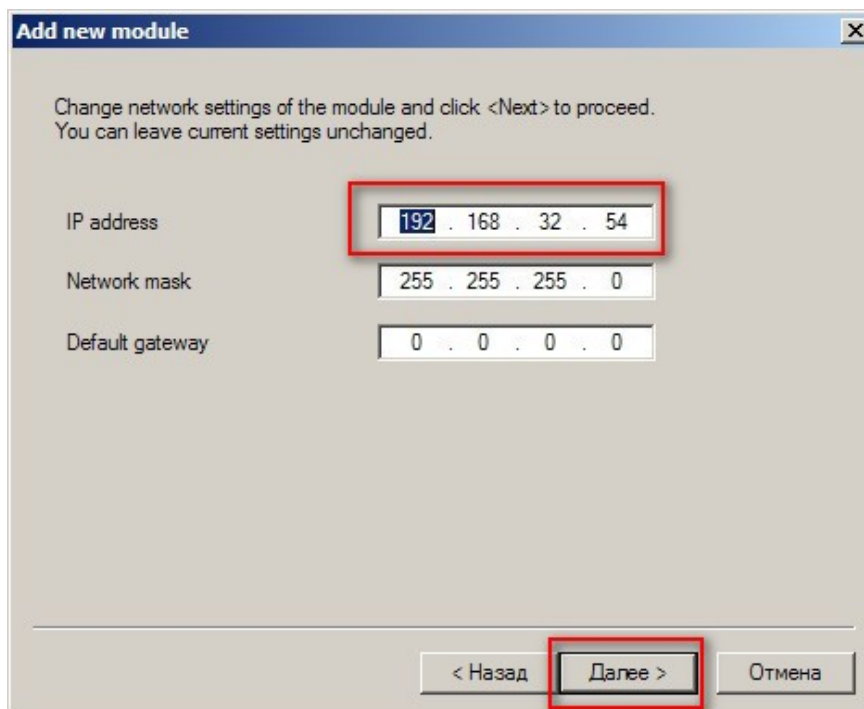 Add new module
Change network settings of the module and click <Next> to proceed.
You can leave current settings unchanged.
IP address 192 . 168 . 32 . 54
Network mask 255 . 255 . 255 . 0
Default gateway 0 . 0 . 0 . 0
< Назад Далее > Отмена